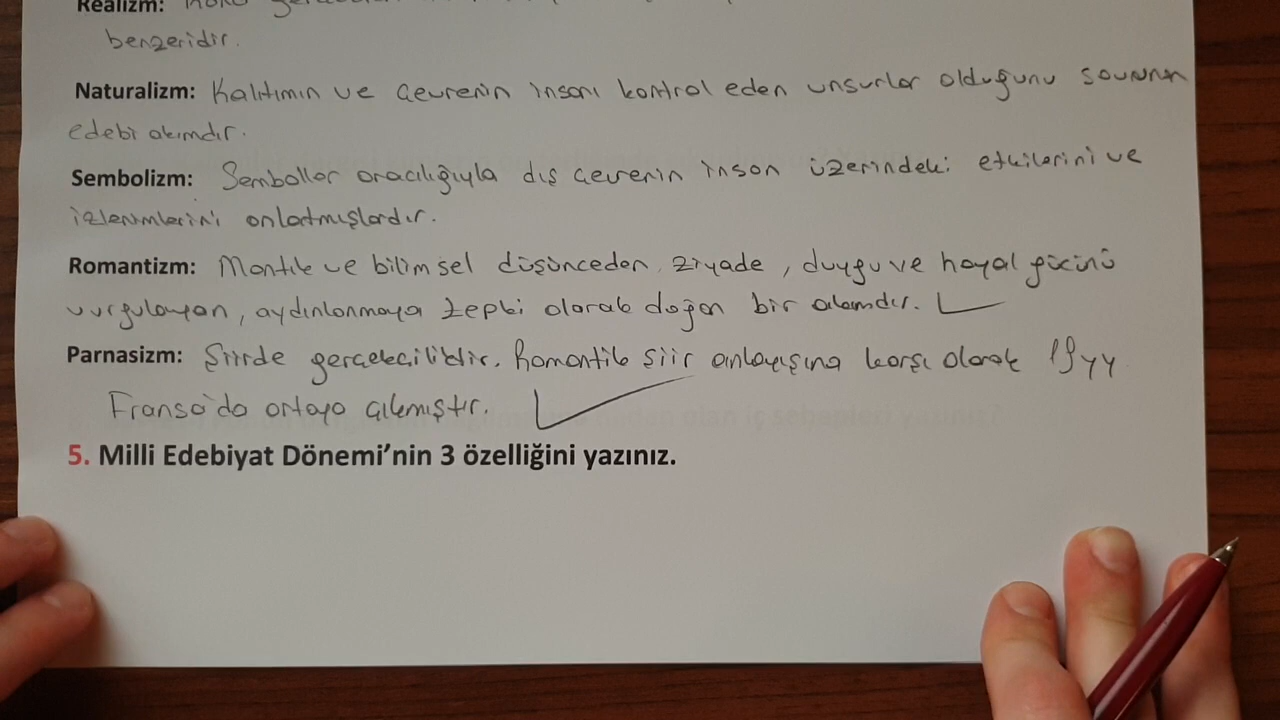 Realizm:
benzeridir.
Naturalizm: Kalıtımın ve çevrenin insanı kontrol eden unsurlar olduğunu savunan
edebi akımdır.
Sembolizm: Semboller aracılığıyla dış çevrenin insan üzerindeki etkilerini ve
izlenimlerini anlatmışlardır.
Romantizm: Mantık ve bilimsel düşünceden ziyade, duygu ve hayal gücünü
vurgulayan, aydınlanmaya tepki olarak doğan bir akımdır.
Parnasizm: Şiirde gerçekçiliktir. Romantik şiir anlayışına karşı olarak 19 yy
Fransa'da ortaya çıkmıştır.
5. Milli Edebiyat Dönemi'nin 3 özelliğini yazınız.